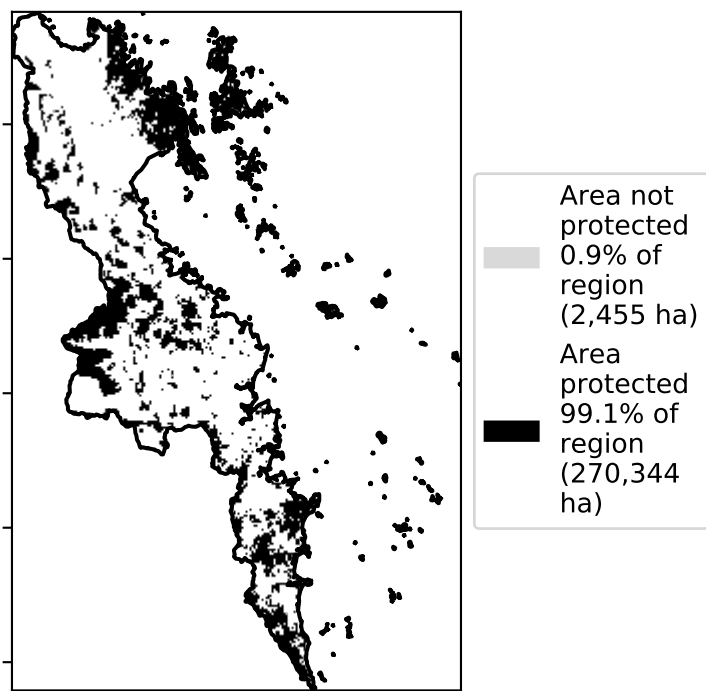 Area not
protected
0.9% of
region
(2,455 ha)
Area
protected
99.1% of
region
(270,344
ha)